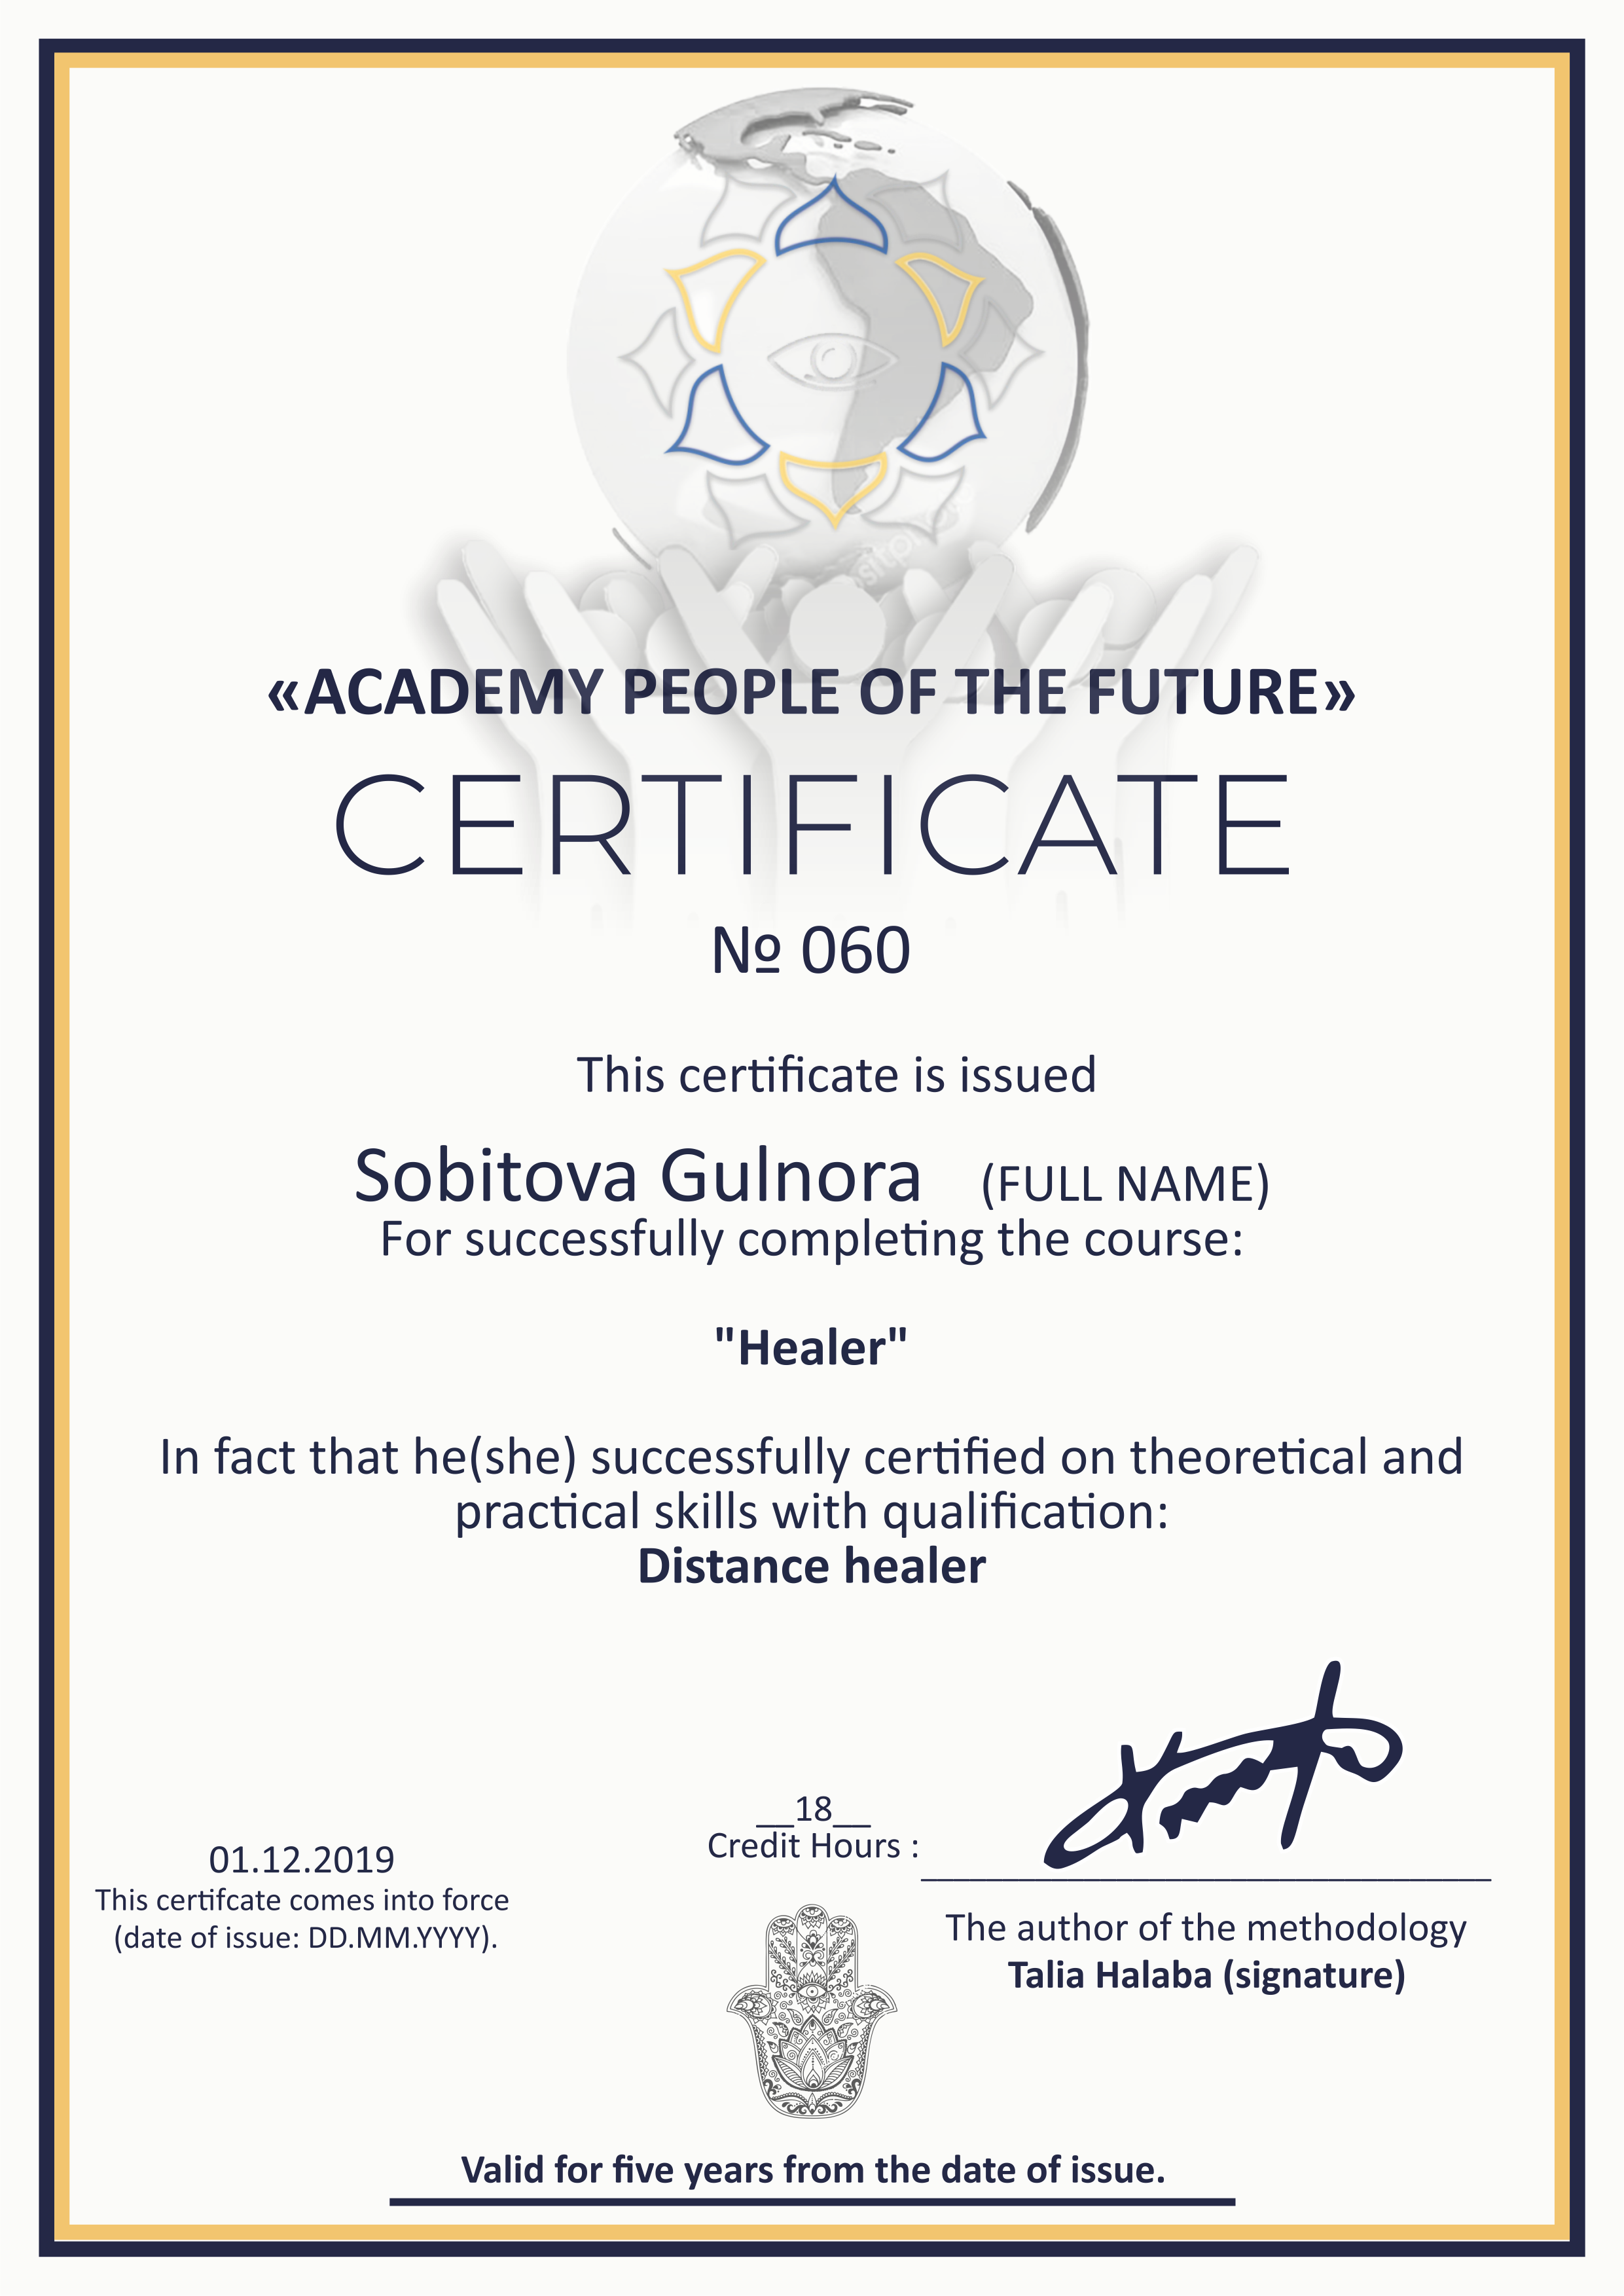 «ACADEMY PEOPLE OF THE FUTURE»
CERTIFICATE
№ 060
This certificate is issued
Sobitova Gulnora (FULL NAME)
For successfully completing the course:
"Healer"
In fact that he(she) successfully certified on theoretical and
practical skills with qualification:
Distance healer
__18__
Credit Hours :
01.12.2019
This certifcate comes into force
(date of issue: DD.MM.YYYY).
The author of the methodology
Talia Halaba (signature)
Valid for five years from the date of issue.